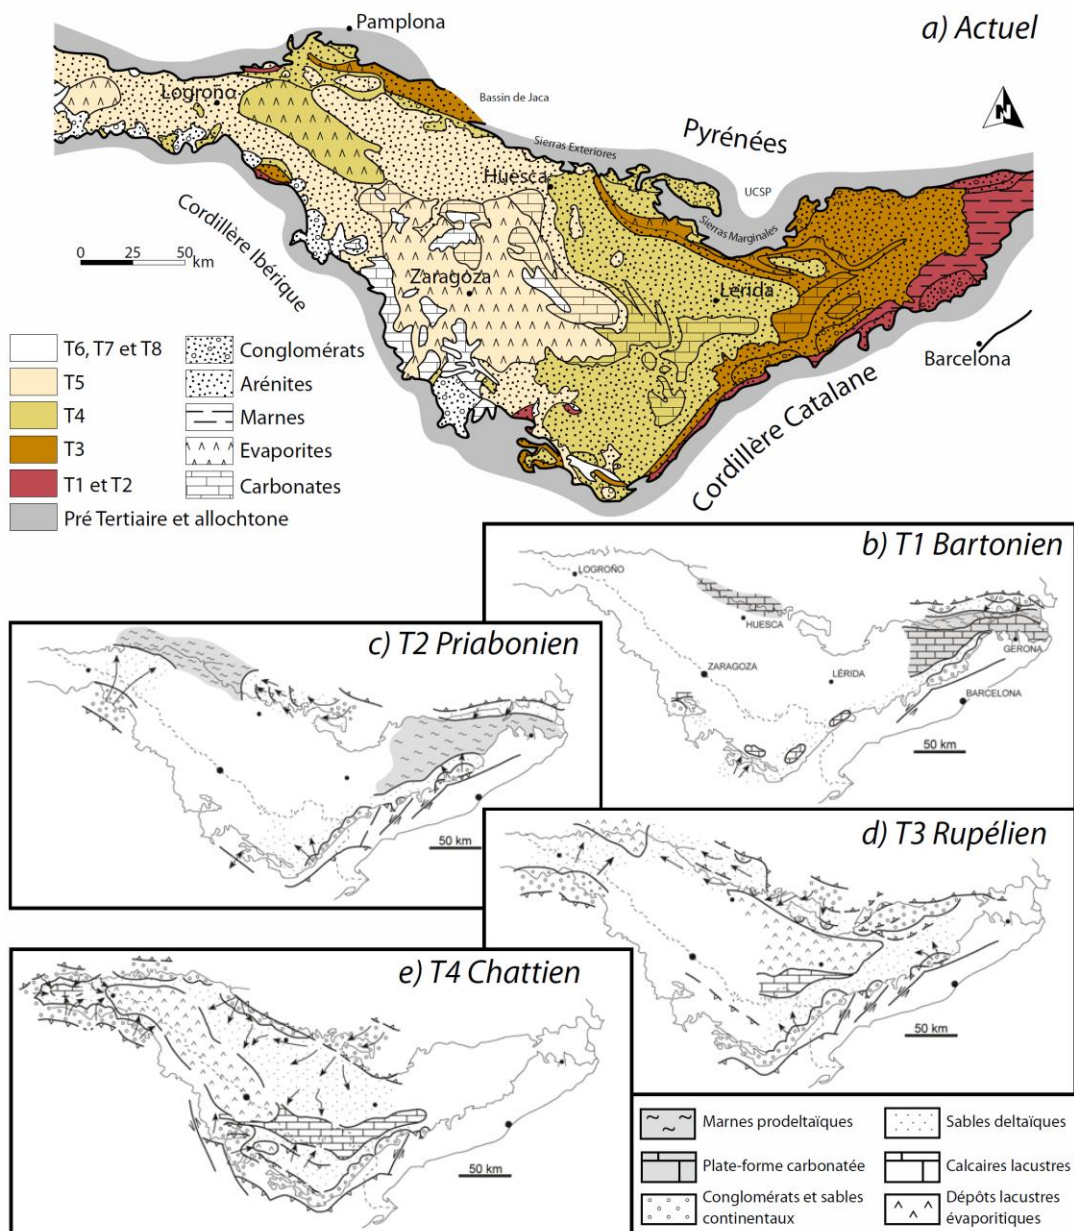 Pamplona
a) Actuel
Logroño
Bassin de Jaca
N
Sierras Exteriores
Pyrénées
Huesca
UCSP
Cordillère Ibérique
Sierras Marginales
0 25 50
km
Zaragoza
Lérida
Barcelona
Cordillère Catalane
T6, T7 et T8
Conglomérats
T5
Arénites
T4
Marnes
T3
Evaporites
T1 et T2
Carbonates
Pré Tertiaire et allochtone
b) T1 Bartonien
LOGROÑO
HUESCA
GERONA
ZARAGOZA
LÉRIDA
BARCELONA
50 km
c) T2 Priabonien
50 km
d) T3 Rupélien
50 km
e) T4 Chattien
50 km
Marnes prodeltaïques
Sables deltaïques
Plate-forme carbonatée
Calcaires lacustres
Conglomérats et sables
continentaux
Dépôts lacustres
évaporitiques